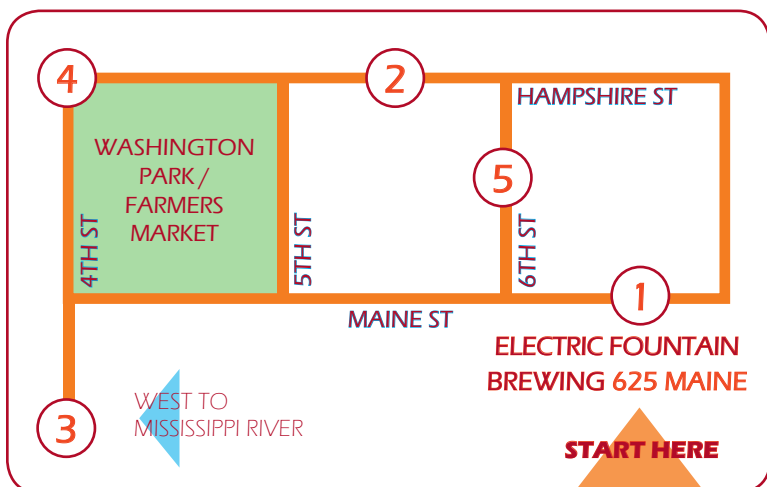 4
2
HAMPSHIRE ST
WASHINGTON
PARK /
FARMERS
MARKET
5
4TH ST
5TH ST
6TH ST
1
MAINE ST
ELECTRIC FOUNTAIN
BREWING 625 MAINE
3
WEST TO
MISSISSIPPI RIVER
START HERE